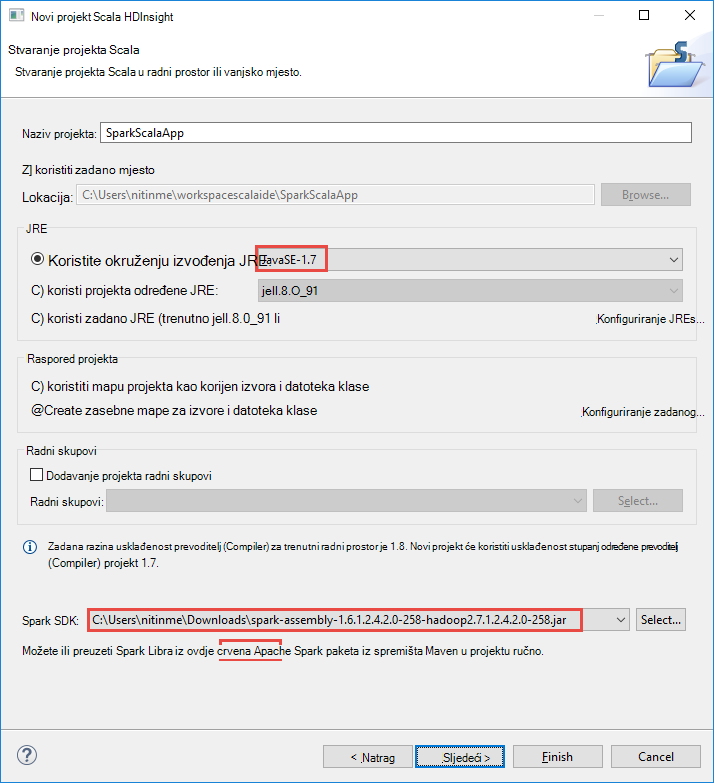 Novi projekt Scala HDInsight
Stvaranje projekta Scala
Stvaranje projekta Scala u radni prostor ili vanjsko mjesto.
Naziv projekta: SparkScalaApp
Z] koristiti zadano mjesto
Lokacija: C:\Users\nitinme\workspacescalaide\SparkScalaApp Browse...
JRE
Koristite okruženju izvođenja JRE: JavaSE-1.7
C) koristi projekta određene JRE: jell.8.O_91
C) koristi zadano JRE (trenutno jell.8.0_91 li Konfiguriranje JREs...
Raspored projekta
C) koristiti mapu projekta kao korijen izvora i datoteka klase
@Create zasebne mape za izvore i datoteka klase Konfiguriranje zadanog...
Radni skupovi
Dodavanje projekta radni skupovi
Radni skupovi: Select...
Zadana razina usklađenost prevoditelj (Compiler) za trenutni radni prostor je 1.8. Novi projekt će koristiti usklađenost stupanj određene prevoditelj
(Compiler) projekt 1.7.
Spark SDK: C:\Users\nitinme\Downloads\spark-assembly-1.6.1.2.4.2.0-258-hadoop2.7.1.2.4.2.0-258.jar Select...
Možete ili preuzeti Spark Libra iz ovdje crvena Apache Spark paketa iz spremišta Maven u projektu ručno.
? < Natrag Sljedeći > Finish Cancel